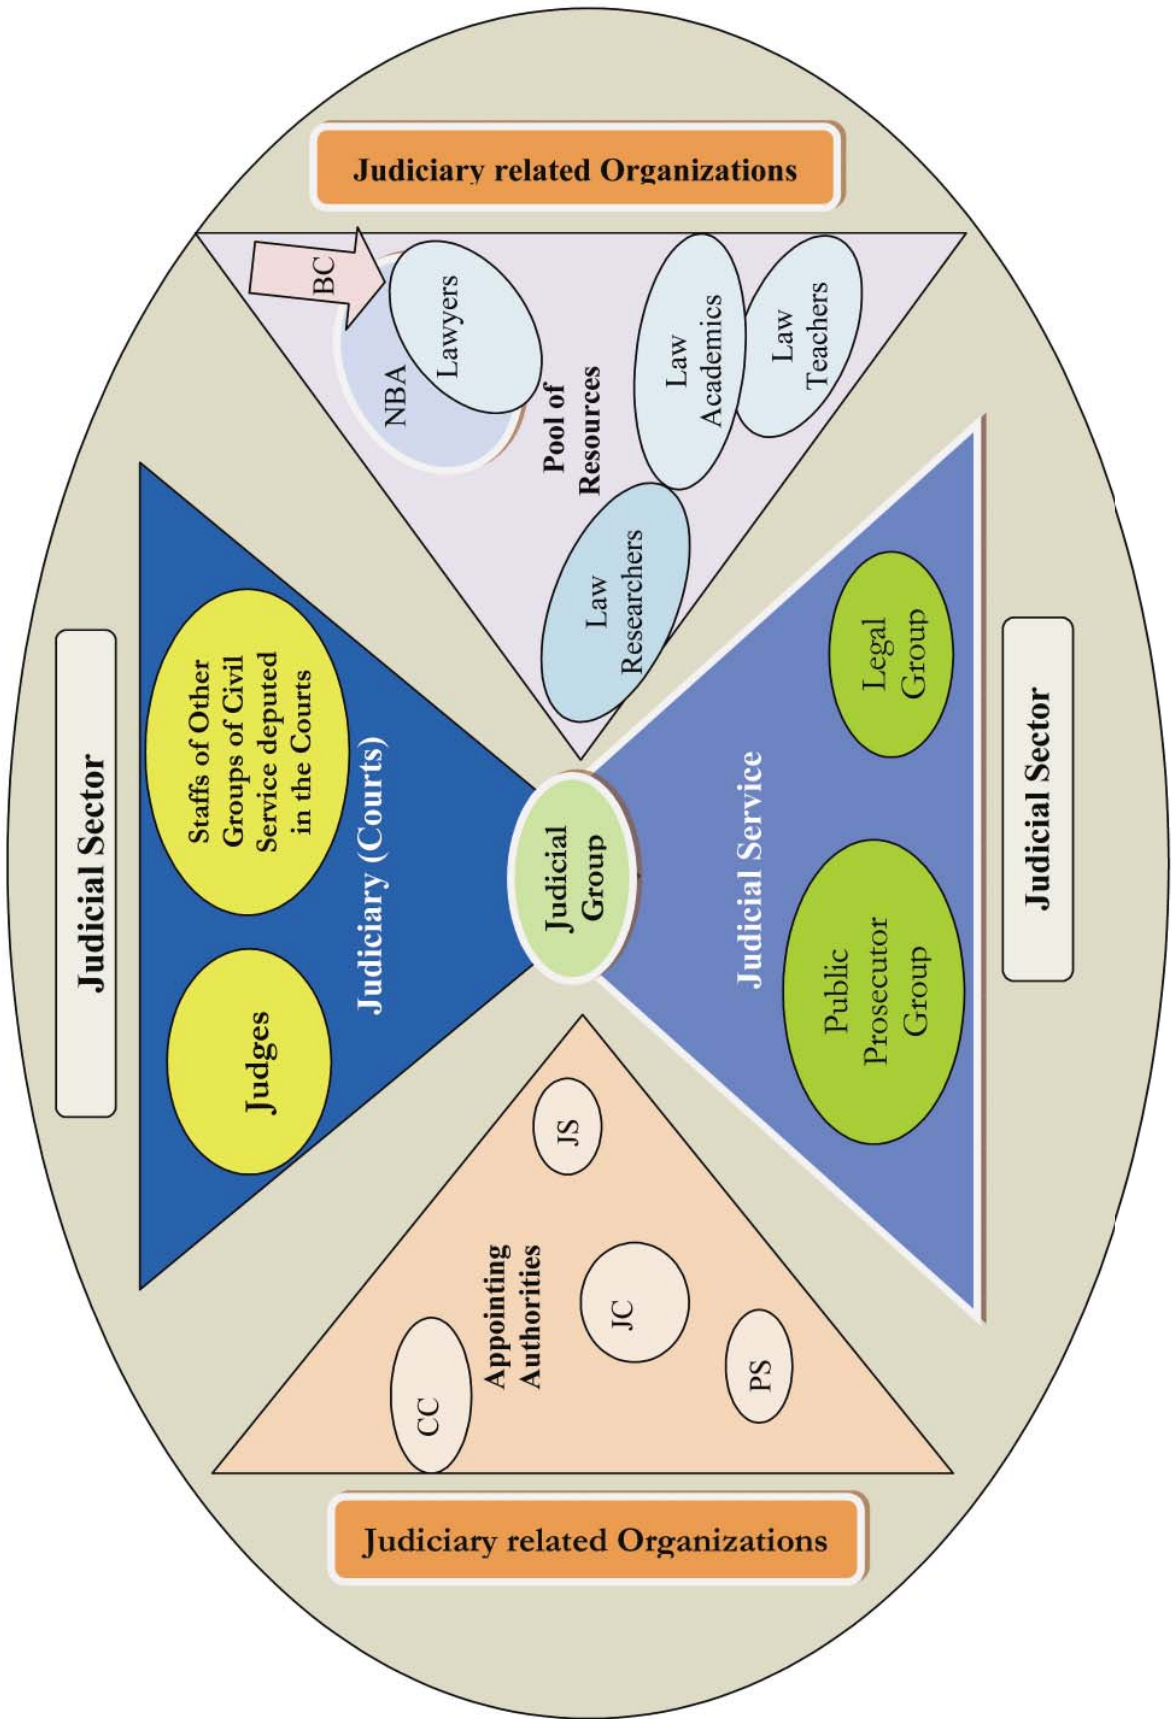 Judiciary related Organizations
BC
NBA
Lawyers
Pool of
Resources
Law
Academics
Law
Teachers
Law
Researchers
Judicial Sector
Staffs of Other
Groups of Civil
Service deputed
in the Courts
Judges
Judiciary (Courts)
Judicial
Group
Judicial Service
Legal
Group
Public
Prosecutor
Group
Judicial Sector
JS
Appointing
Authorities
CC
JC
PS
Judiciary related Organizations